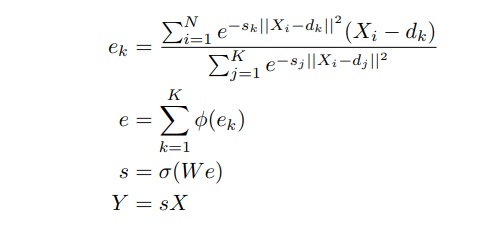 $e_k = \frac{\sum_{i=1}^{N} e^{-s_k||X_i-d_k||^2}(X_i - d_k)}{\sum_{j=1}^{K} e^{-s_j||X_i-d_j||^2}}$
$e = \sum_{k=1}^{K} \phi(e_k)$
$s = \sigma(We)$
$Y = sX$